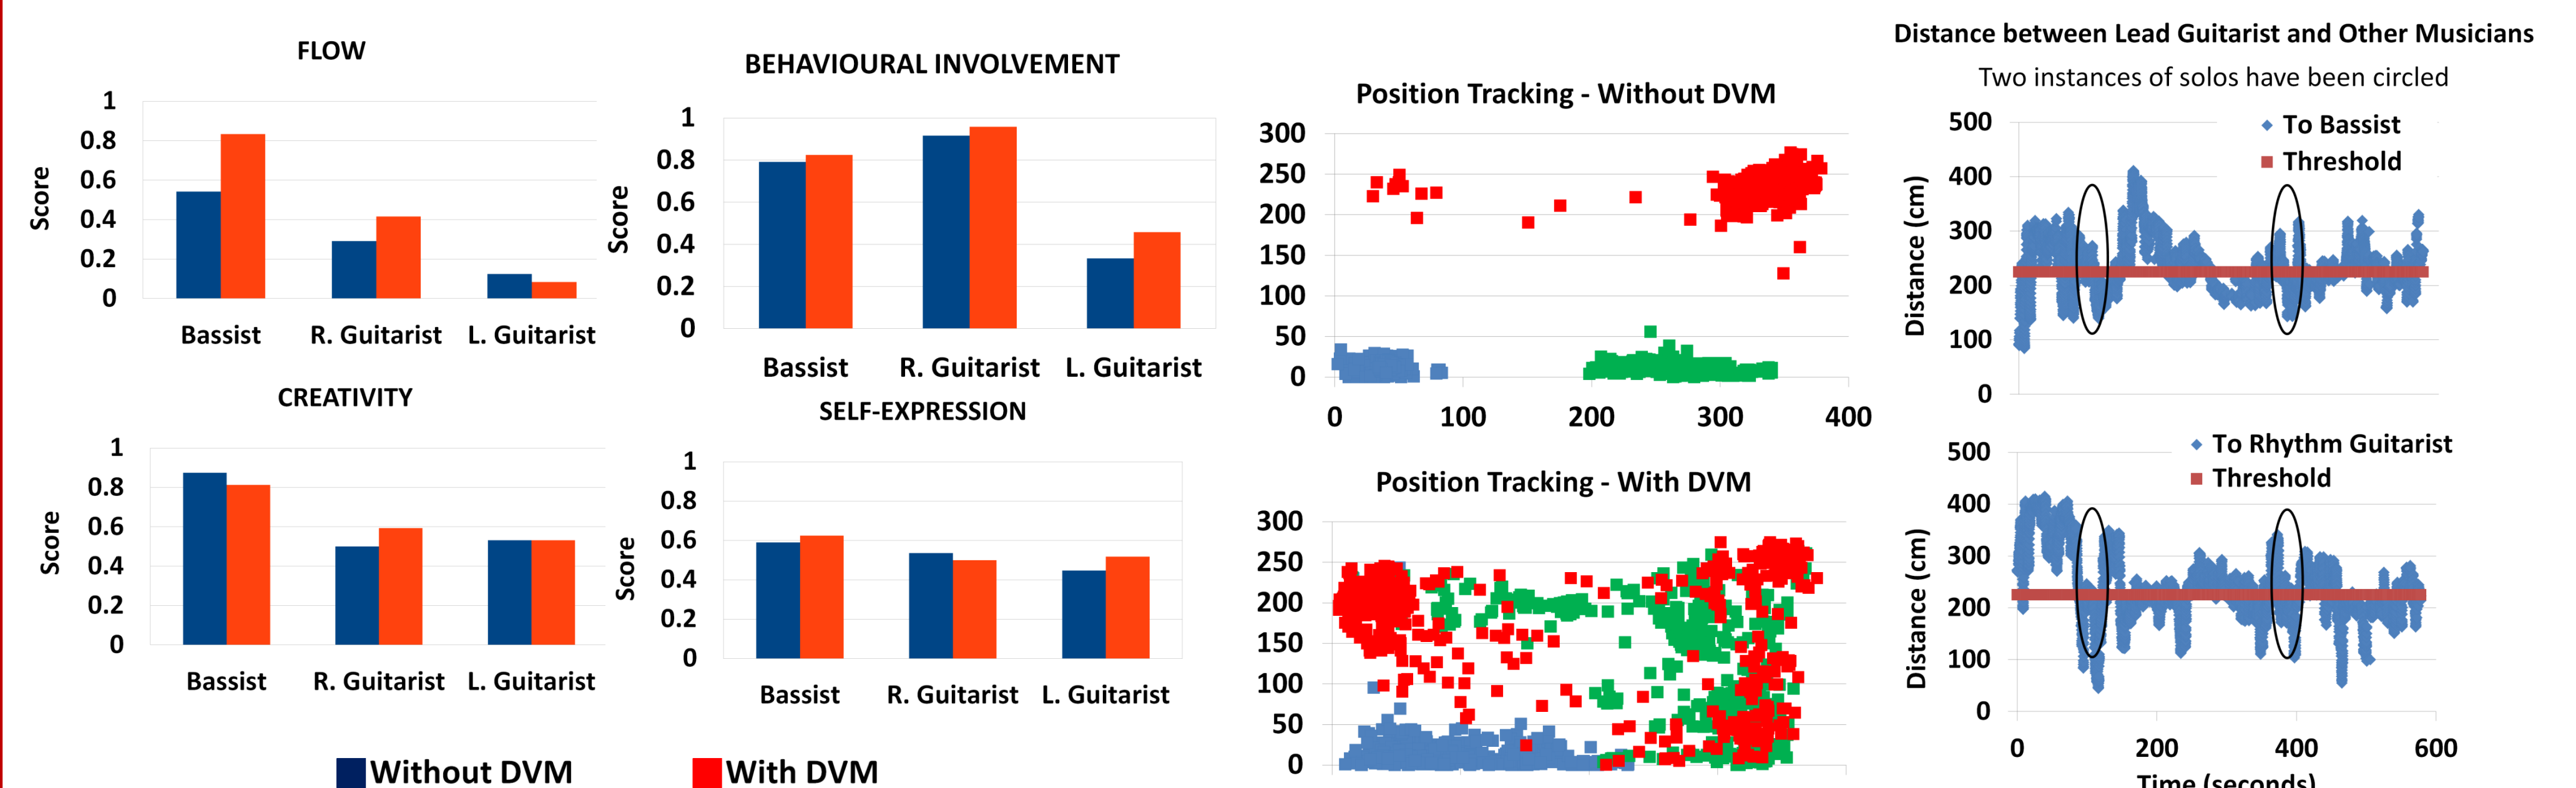 FLOW
1
0.8
0.6
0.4
0.2
0
Score
Bassist R. Guitarist L. Guitarist
BEHAVIOURAL INVOLVEMENT
1
0.8
0.6
0.4
0.2
0
Score
Bassist R. Guitarist L. Guitarist
CREATIVITY
1
0.8
0.6
0.4
0.2
0
Score
Bassist R. Guitarist L. Guitarist
SELF-EXPRESSION
1
0.8
0.6
0.4
0.2
0
Score
Bassist R. Guitarist L. Guitarist
Without DVM
With DVM
Position Tracking - Without DVM
300
250
200
150
100
50
0
0 100 200 300 400
Position Tracking - With DVM
300
250
200
150
100
50
0
Distance between Lead Guitarist and Other Musicians
Two instances of solos have been circled
500
400
300
200
100
0
Distance (cm)
To Bassist
Threshold
500
400
300
200
100
0
Distance (cm)
To Rhythm Guitarist
Threshold
0 200 400 600
Time (seconds)